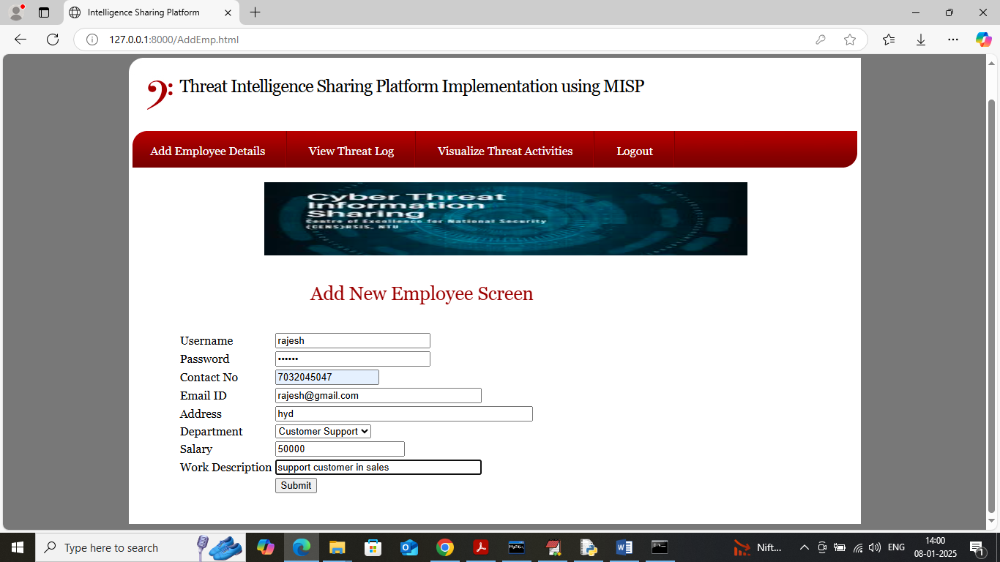 Intelligence Sharing Platform
127.0.0.1:8000/AddEmp.html
Threat Intelligence Sharing Platform Implementation using MISP
Add Employee Details View Threat Log Visualize Threat Activities Logout
Cyber Threat
Information
Sharing
Centre of Excellence for National Security
(CENS)RSIS, NTU
Add New Employee Screen
Username rajesh
Password ••••••
Contact No 7032045047
Email ID rajesh@gmail.com
Address hyd
Department Customer Support
Salary 50000
Work Description support customer in sales
Submit
Type here to search Nift... ENG 14:00
08-01-2025 1